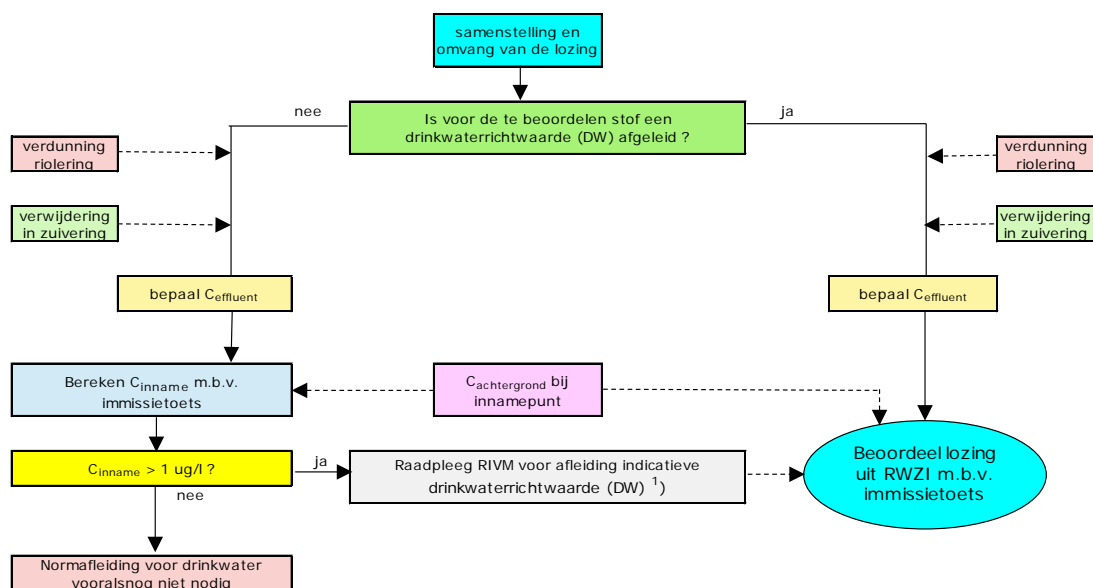 samenstelling en
omvang van de lozing
nee
Is voor de te beoordelen stof een
drinkwaterrichtwaarde (DW) afgeleid ?
ja
verdunning
riolering
verdunning
riolering
verwijdering
in zuivering
verwijdering
in zuivering
bepaal Ceffluent
bepaal Ceffluent
Bereken Cinname m.b.v.
immissietoets
Cachtergrond bij
innamepunt
Cinname > 1 ug/l ?
ja
nee
Raadpleeg RIVM voor afleiding indicatieve
drinkwaterrichtwaarde (DW) 1)
Beoordeel lozing
uit RWZI m.b.v.
immissietoets
Normafleiding voor drinkwater
vooralsnog niet nodig